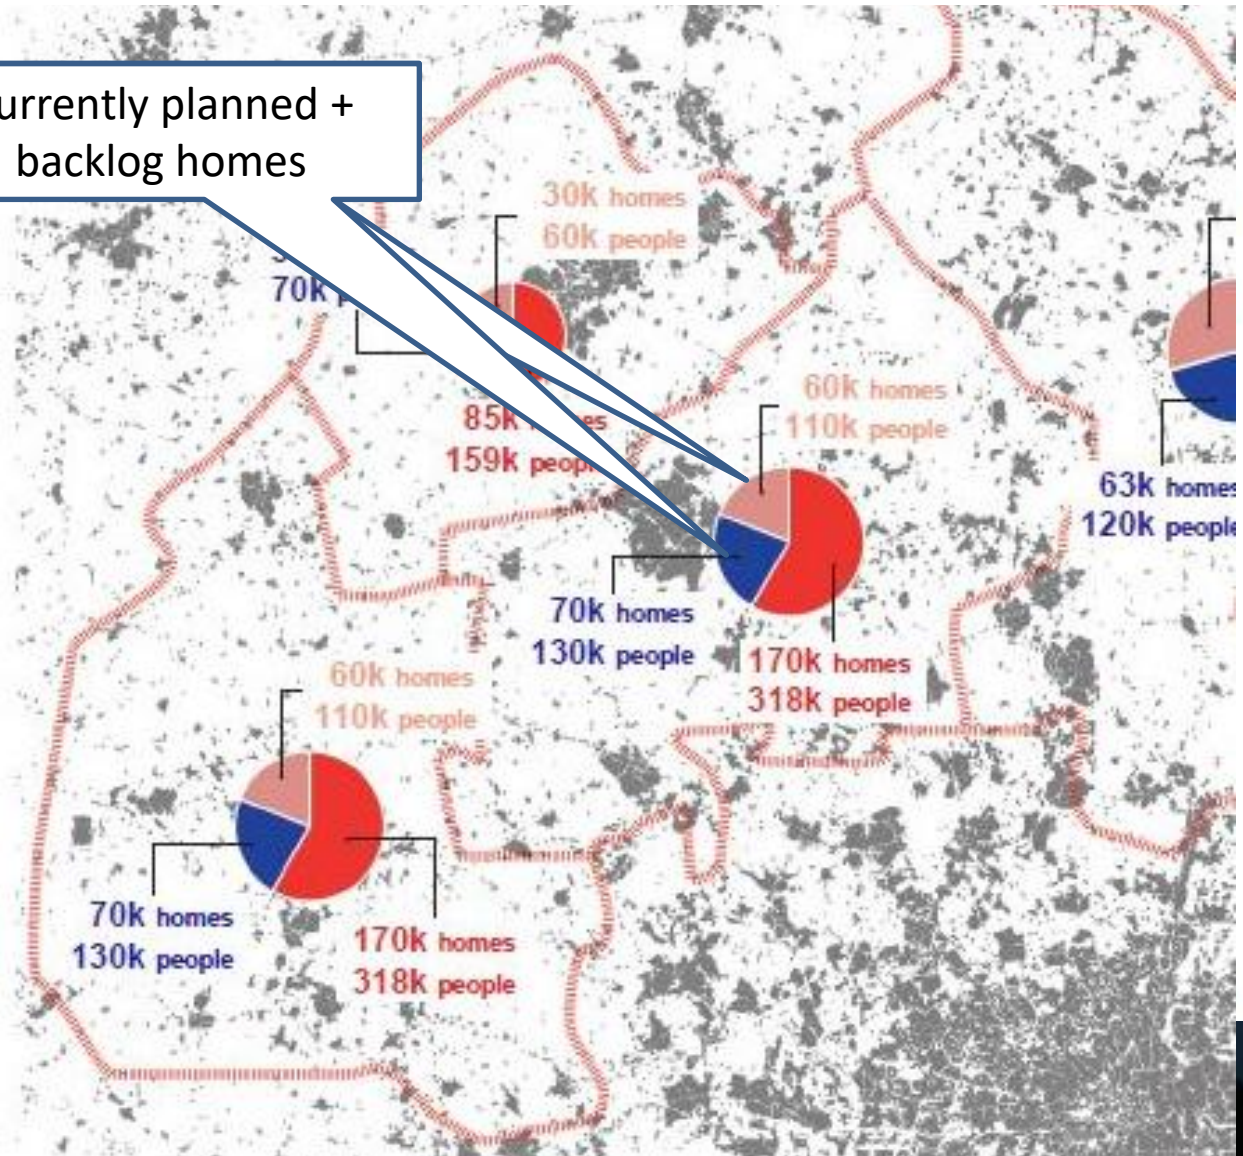 urrently planned +
backlog homes
30k homes
60k people
70k
85k
159k people
60k homes
110k people
63k homes
120k people
70k homes
130k people
170k homes
318k people
60k homes
110k people
70k homes
130k people
170k homes
318k people